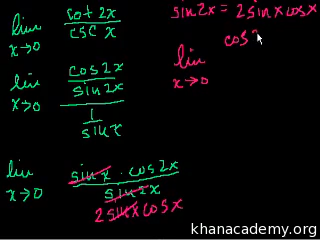 lim x→0 cot 2x / csc x
sin 2x = 2 sin x cos x
cos
lim x→0
lim x→0 cos 2x / sin 2x / 1 / sin x
lim x→0 sin x · cos 2x / sin 2x
2 sin x cos x
khanacademy.org